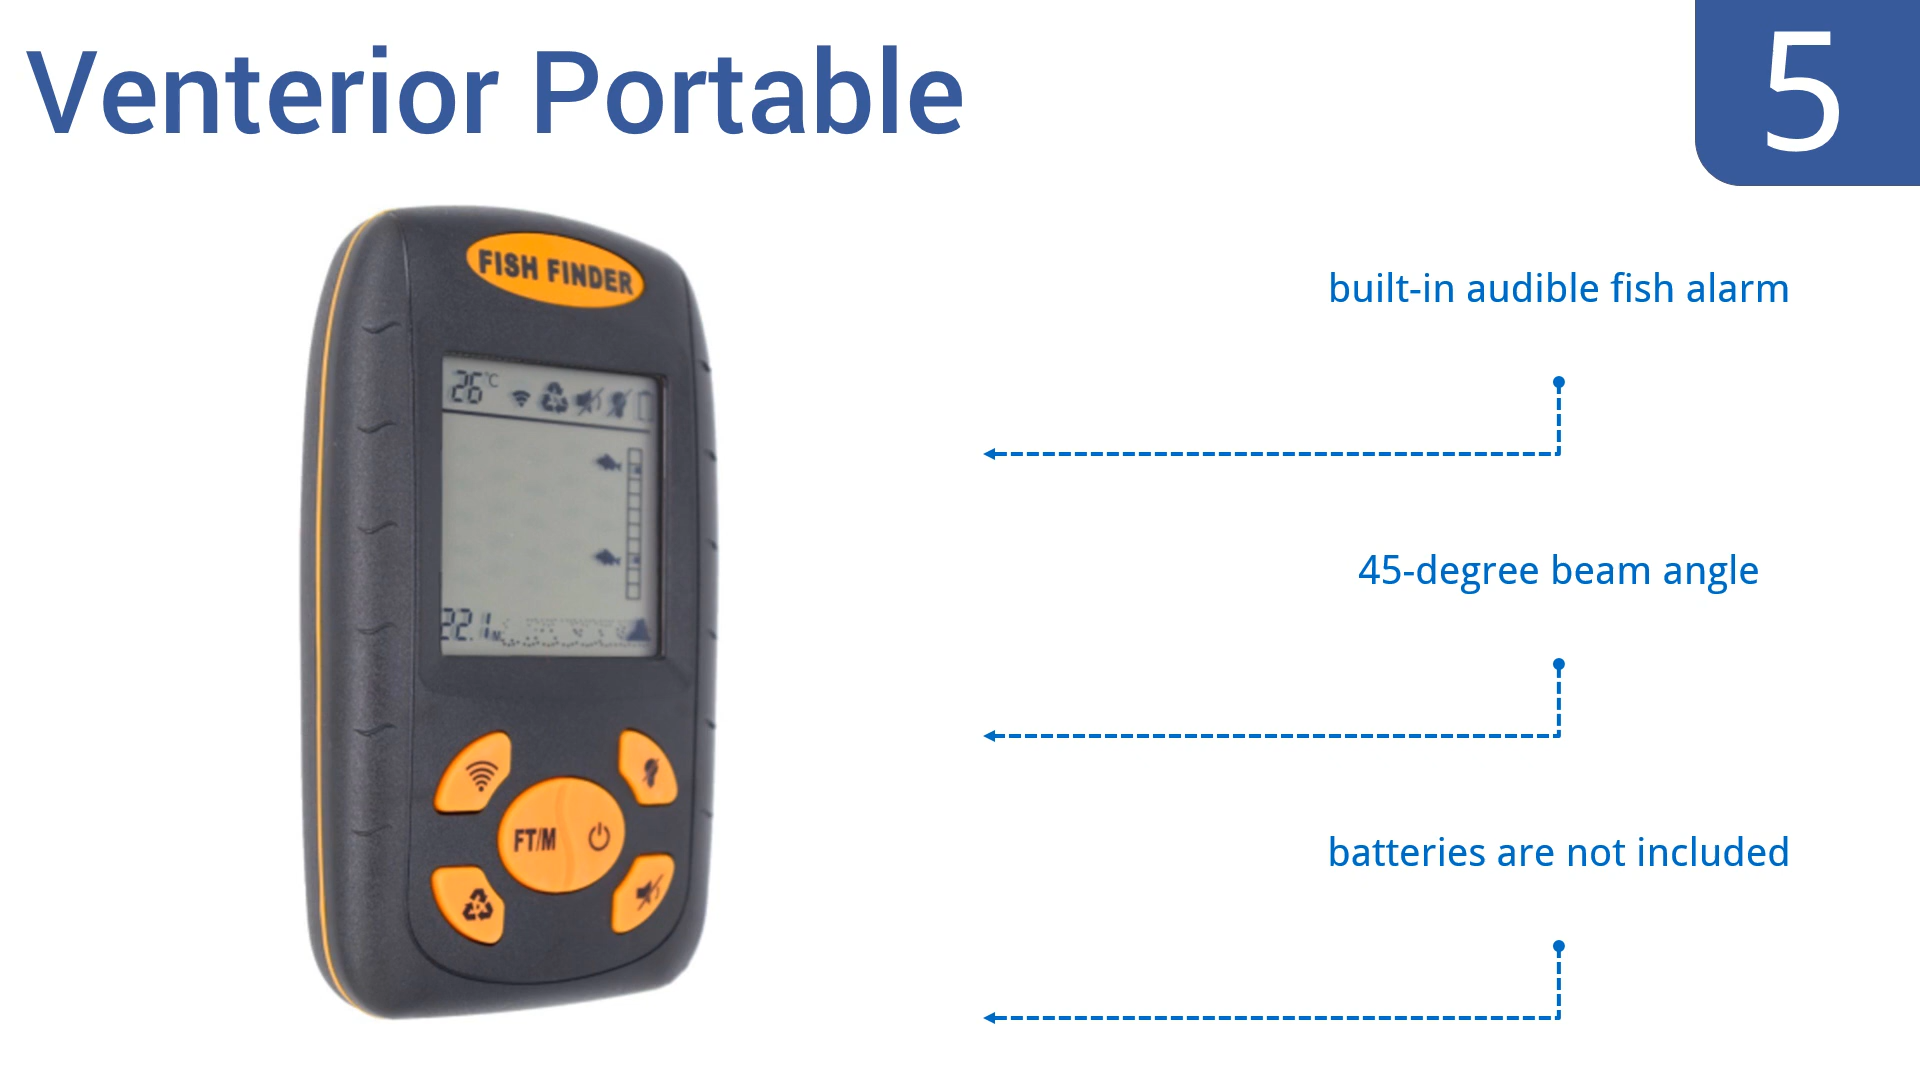 Venterior Portable
5
FISH FINDER
26°C
22.1M
built-in audible fish alarm
45-degree beam angle
batteries are not included
FT/M